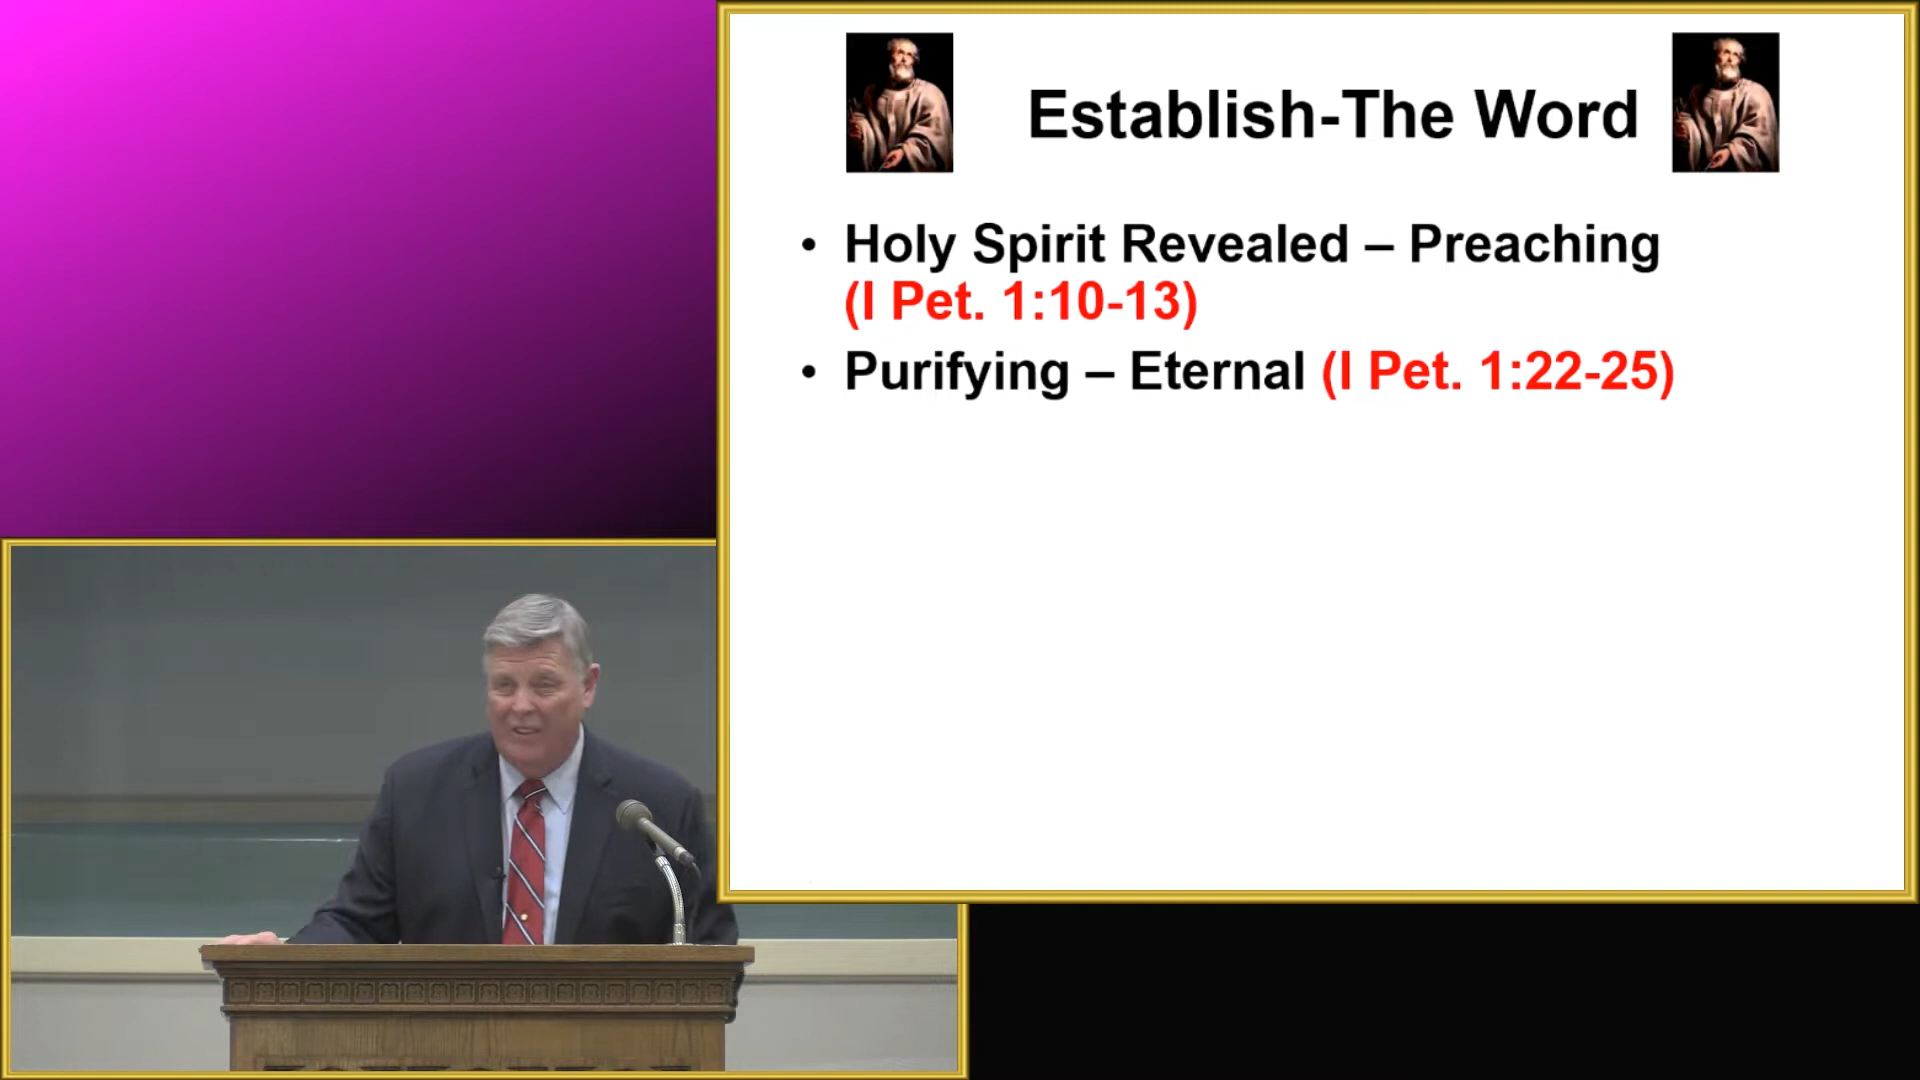 Establish-The Word
• Holy Spirit Revealed – Preaching
(I Pet. 1:10-13)
• Purifying – Eternal (I Pet. 1:22-25)